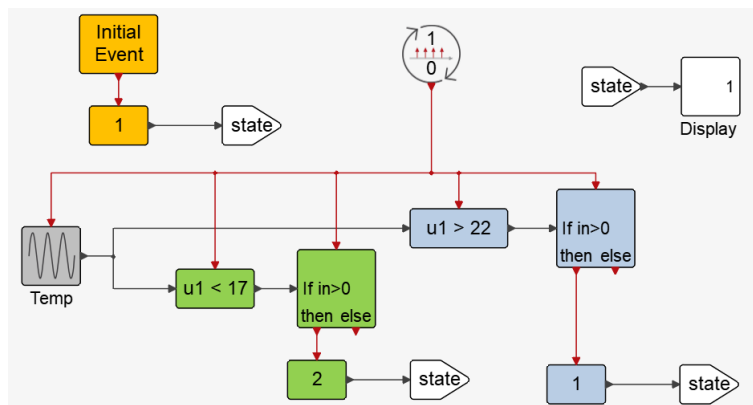 Initial
Event
1
0
state
1
Display
1
state
u1 > 22
If in>0
then else
Temp
u1 < 17
If in>0
then else
2
state
1
state